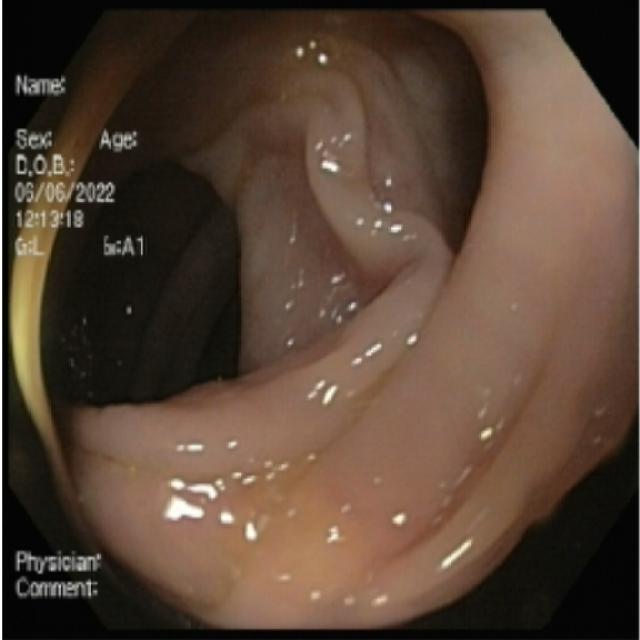 Name:
Sex: Age:
D.O.B.:
06/06/2022
12:13:18
G:L E:A1
Physician:
Comment: